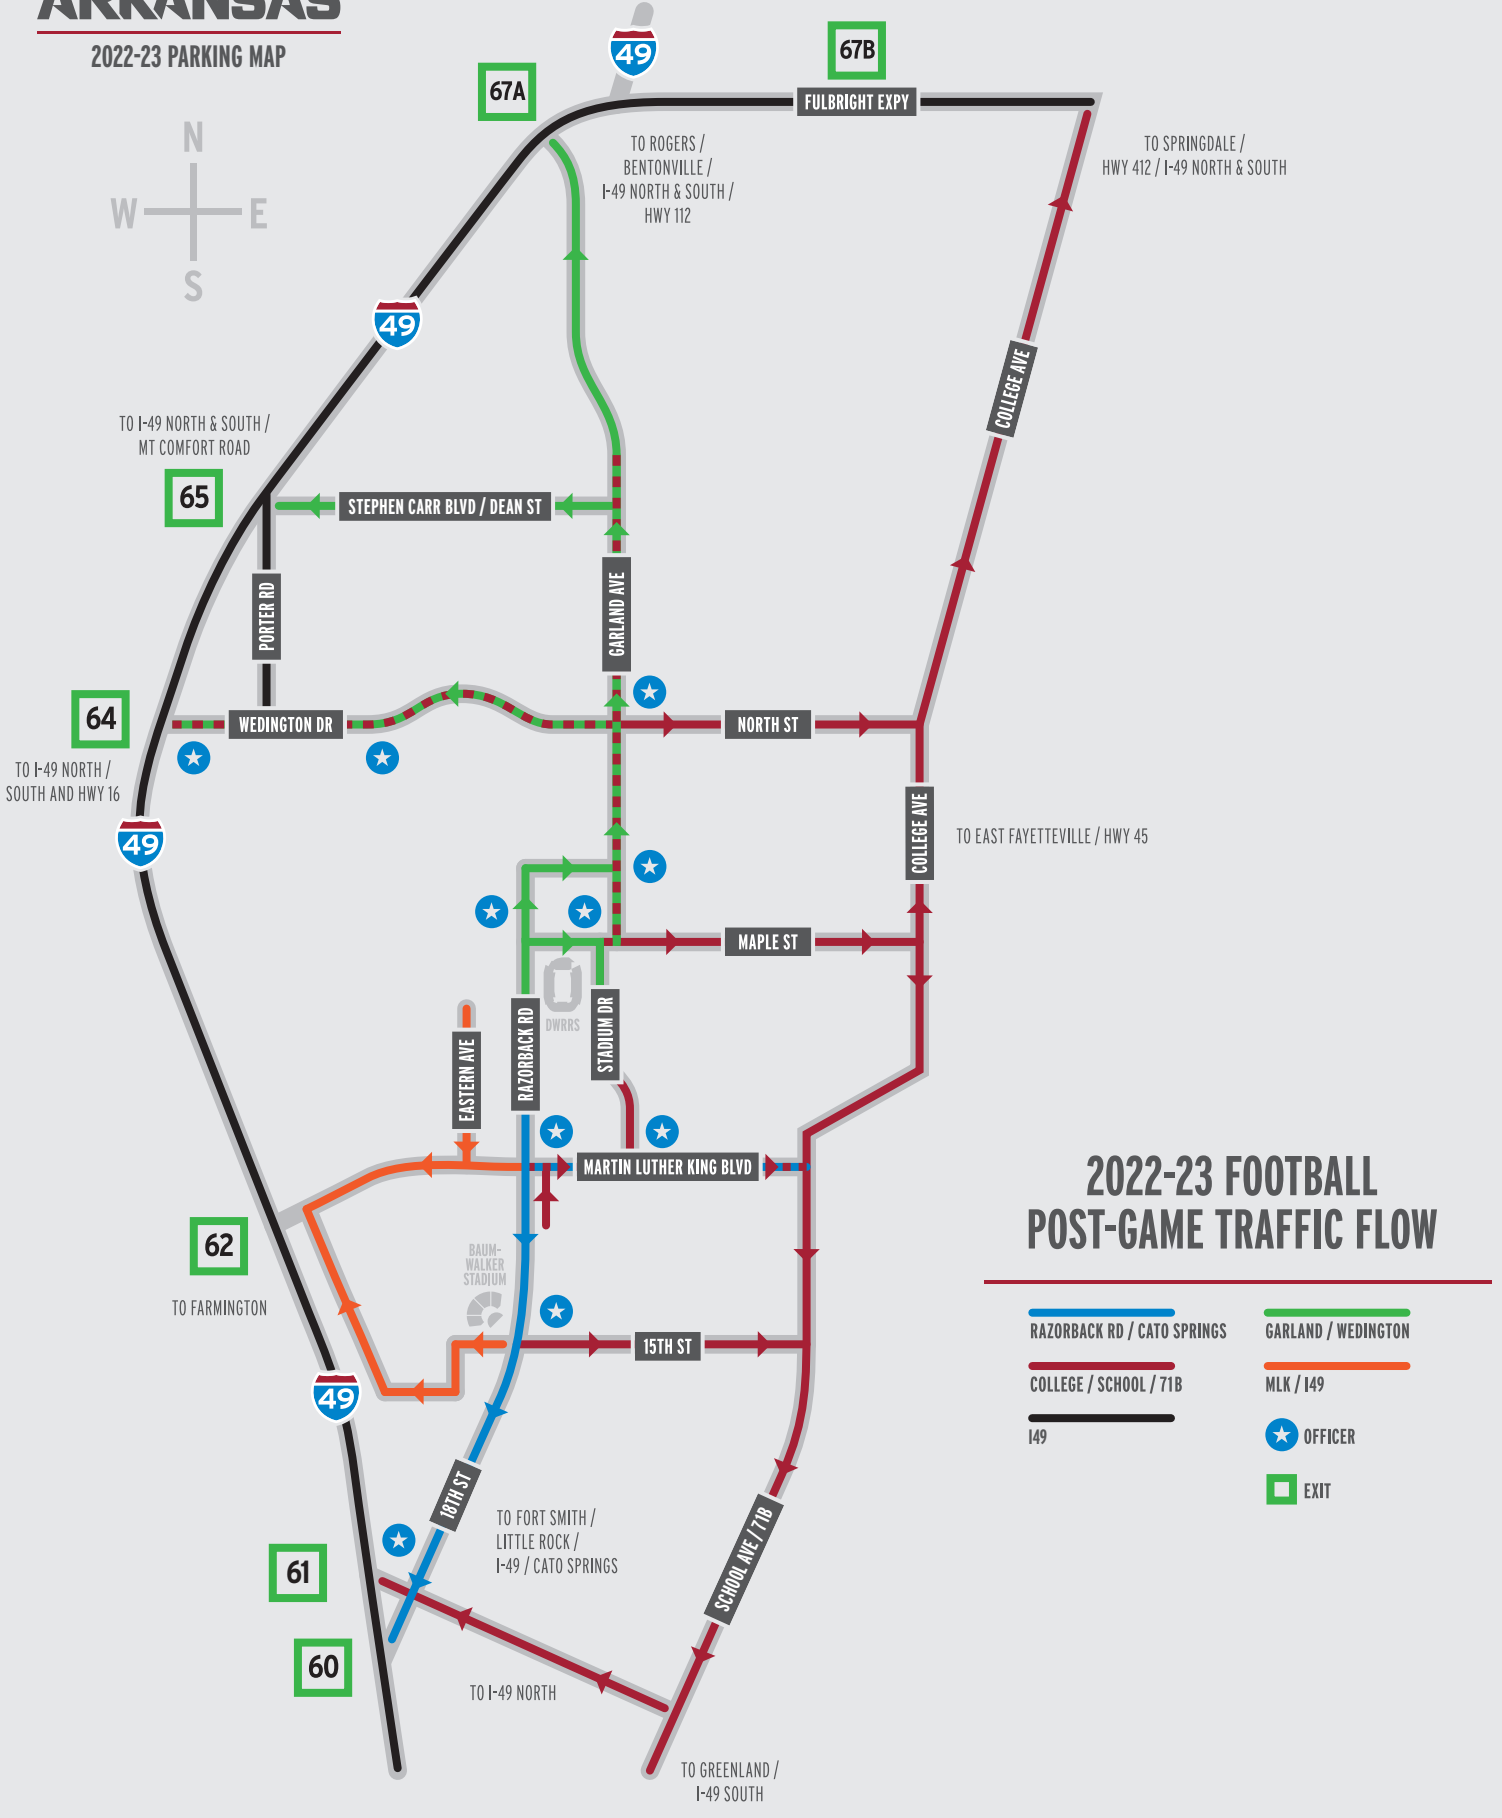 ARKANSAS
2022-23 PARKING MAP
N
W
E
S
49
67A
67B
FULBRIGHT EXPY
TO ROGERS /
BENTONVILLE /
I-49 NORTH & SOUTH /
HWY 112
TO SPRINGDALE /
HWY 412 / I-49 NORTH & SOUTH
49
COLLEGE AVE
TO I-49 NORTH & SOUTH /
MT COMFORT ROAD
65
STEPHEN CARR BLVD / DEAN ST
PORTER RD
GARLAND AVE
64
WEDINGTON DR
NORTH ST
TO I-49 NORTH /
SOUTH AND HWY 16
49
COLLEGE AVE
TO EAST FAYETTEVILLE / HWY 45
MAPLE ST
DWRRS
RAZORBACK RD
STADIUM DR
EASTERN AVE
MARTIN LUTHER KING BLVD
62
TO FARMINGTON
BAUM-
WALKER
STADIUM
15TH ST
49
18TH ST
TO FORT SMITH /
LITTLE ROCK /
I-49 / CATO SPRINGS
SCHOOL AVE / 71B
61
60
TO I-49 NORTH
TO GREENLAND /
I-49 SOUTH
2022-23 FOOTBALL
POST-GAME TRAFFIC FLOW
RAZORBACK RD / CATO SPRINGS
GARLAND / WEDINGTON
COLLEGE / SCHOOL / 71B
MLK / I49
I49
OFFICER
EXIT